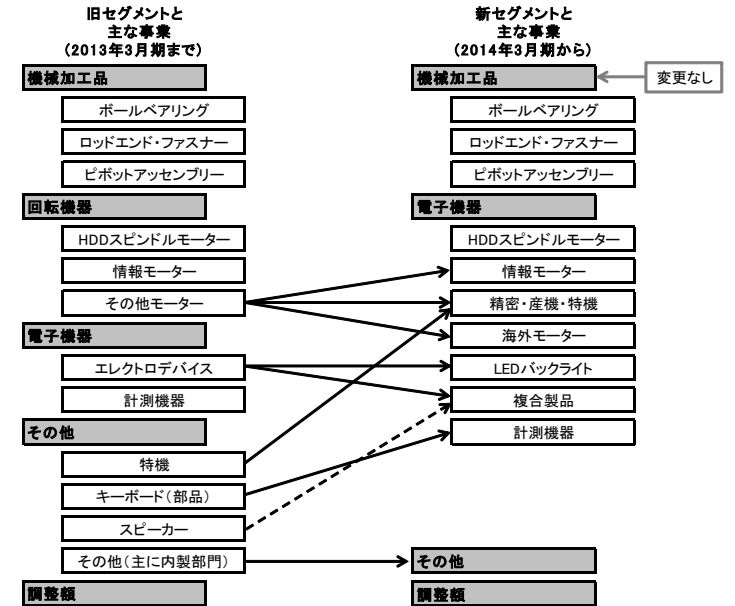 旧セグメントと
主な事業
（2013年3月期まで）
機械加工品
ボールベアリング
ロッドエンド・ファスナー
ピボットアッセンブリー
回転機器
HDDスピンドルモーター
情報モーター
その他モーター
電子機器
エレクトロデバイス
計測機器
その他
特機
キーボード（部品）
スピーカー
その他（主に内製部門）
調整額
新セグメントと
主な事業
（2014年3月期から）
機械加工品
変更なし
ボールベアリング
ロッドエンド・ファスナー
ピボットアッセンブリー
電子機器
HDDスピンドルモーター
情報モーター
精密・産機・特機
海外モーター
LEDバックライト
複合製品
計測機器
その他
調整額